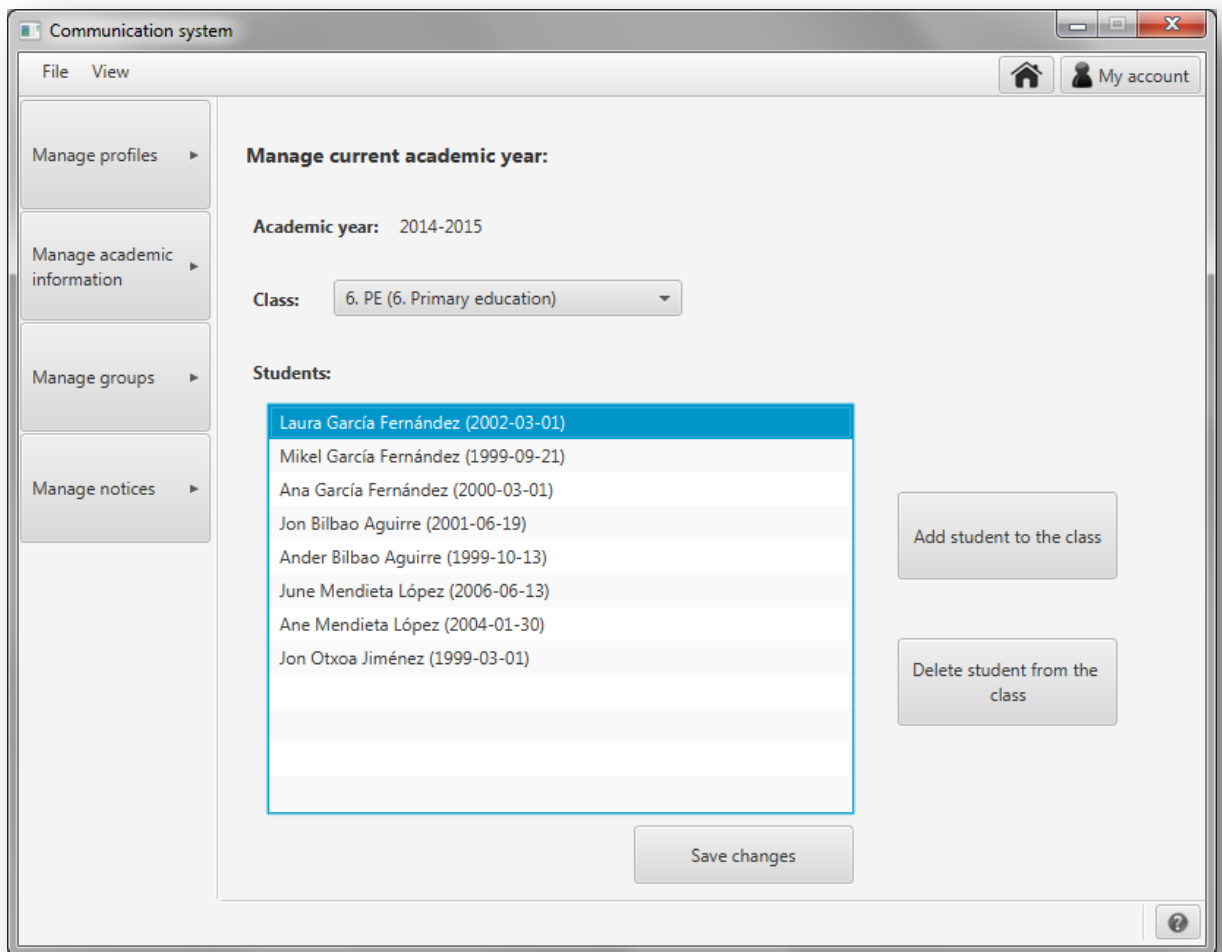 Communication system
File View
My account
Manage profiles
Manage academic
information
Manage groups
Manage notices
Manage current academic year:
Academic year: 2014-2015
Class: 6. PE (6. Primary education)
Students:
Laura García Fernández (2002-03-01)
Mikel García Fernández (1999-09-21)
Ana García Fernández (2000-03-01)
Jon Bilbao Aguirre (2001-06-19)
Ander Bilbao Aguirre (1999-10-13)
June Mendieta López (2006-06-13)
Ane Mendieta López (2004-01-30)
Jon Otxoa Jiménez (1999-03-01)
Add student to the class
Delete student from the
class
Save changes
?